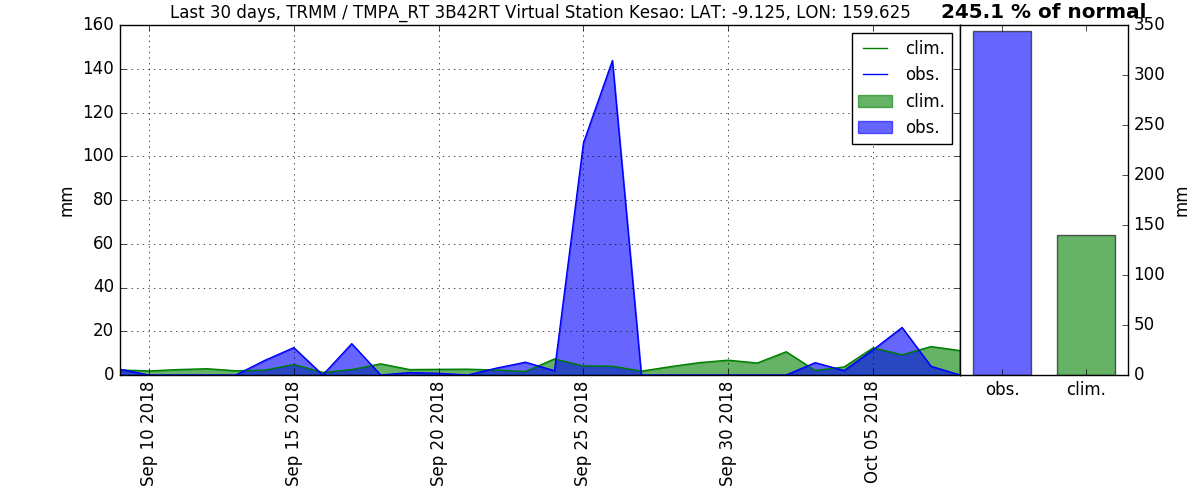 Last 30 days, TRMM / TMPA_RT 3B42RT Virtual Station Kesao: LAT: -9.125, LON: 159.625
245.1 % of normal
160
140
120
100
80
60
40
20
0
mm
clim.
obs.
clim.
obs.
Sep 10 2018
Sep 15 2018
Sep 20 2018
Sep 25 2018
Sep 30 2018
Oct 05 2018
350
300
250
200
150
100
50
0
mm
obs.
clim.